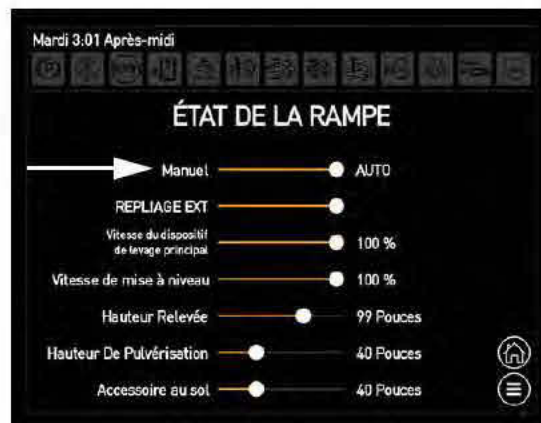 Mardi 3:01 Après-midi
ÉTAT DE LA RAMPE
Manuel AUTO
REPLIAGE EXT
Vitesse du dispositif
de levage principal 100 %
Vitesse de mise à niveau 100 %
Hauteur Relevée 99 Pouces
Hauteur De Pulvérisation 40 Pouces
Accessoire au sol 40 Pouces